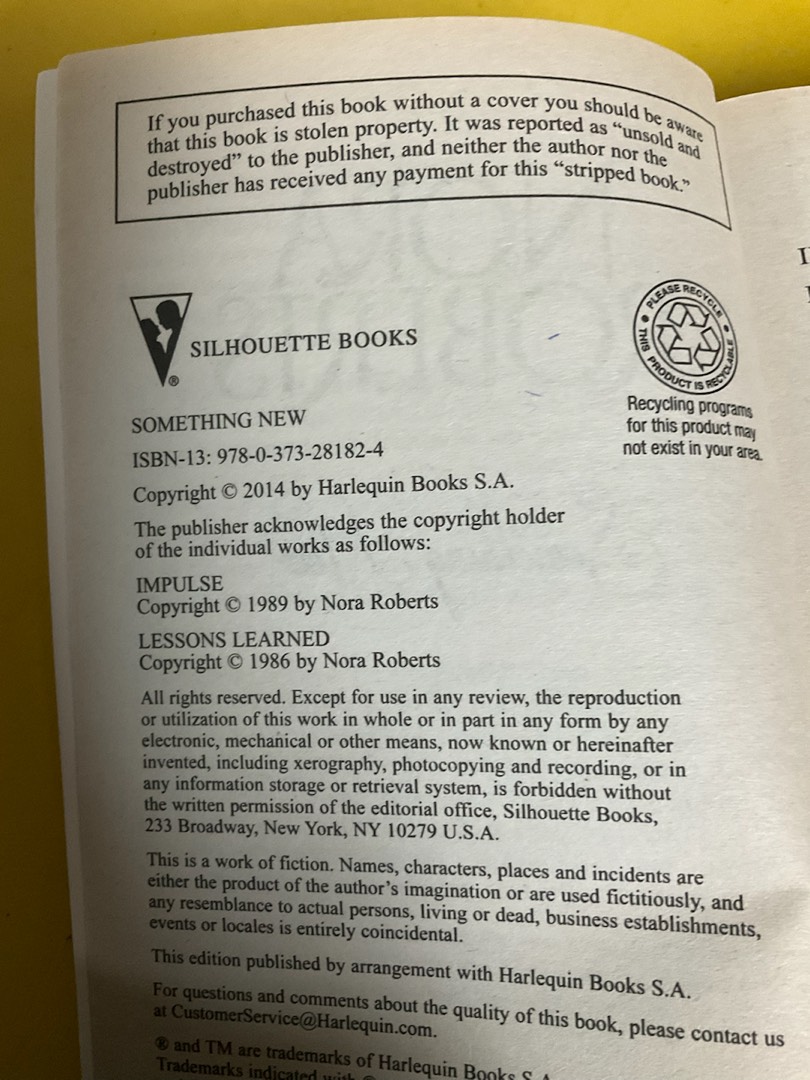 If you purchased this book without a cover you should be aware
that this book is stolen property. It was reported as “unsold and
destroyed” to the publisher, and neither the author nor the
publisher has received any payment for this “stripped book.”
SILHOUETTE BOOKS
®
PLEASE RECYCLE
THIS PRODUCT IS RECYCLABLE
Recycling programs
for this product may
not exist in your area.
SOMETHING NEW
ISBN-13: 978-0-373-28182-4
Copyright © 2014 by Harlequin Books S.A.
The publisher acknowledges the copyright holder
of the individual works as follows:
IMPULSE
Copyright © 1989 by Nora Roberts
LESSONS LEARNED
Copyright © 1986 by Nora Roberts
All rights reserved. Except for use in any review, the reproduction
or utilization of this work in whole or in part in any form by any
electronic, mechanical or other means, now known or hereinafter
invented, including xerography, photocopying and recording, or in
any information storage or retrieval system, is forbidden without
the written permission of the editorial office, Silhouette Books,
233 Broadway, New York, NY 10279 U.S.A.
This is a work of fiction. Names, characters, places and incidents are
either the product of the author’s imagination or are used fictitiously, and
any resemblance to actual persons, living or dead, business establishments,
events or locales is entirely coincidental.
This edition published by arrangement with Harlequin Books S.A.
For questions and comments about the quality of this book, please contact us
at CustomerService@Harlequin.com.
® and TM are trademarks of Harlequin Books S.A.
Trademarks indicated with